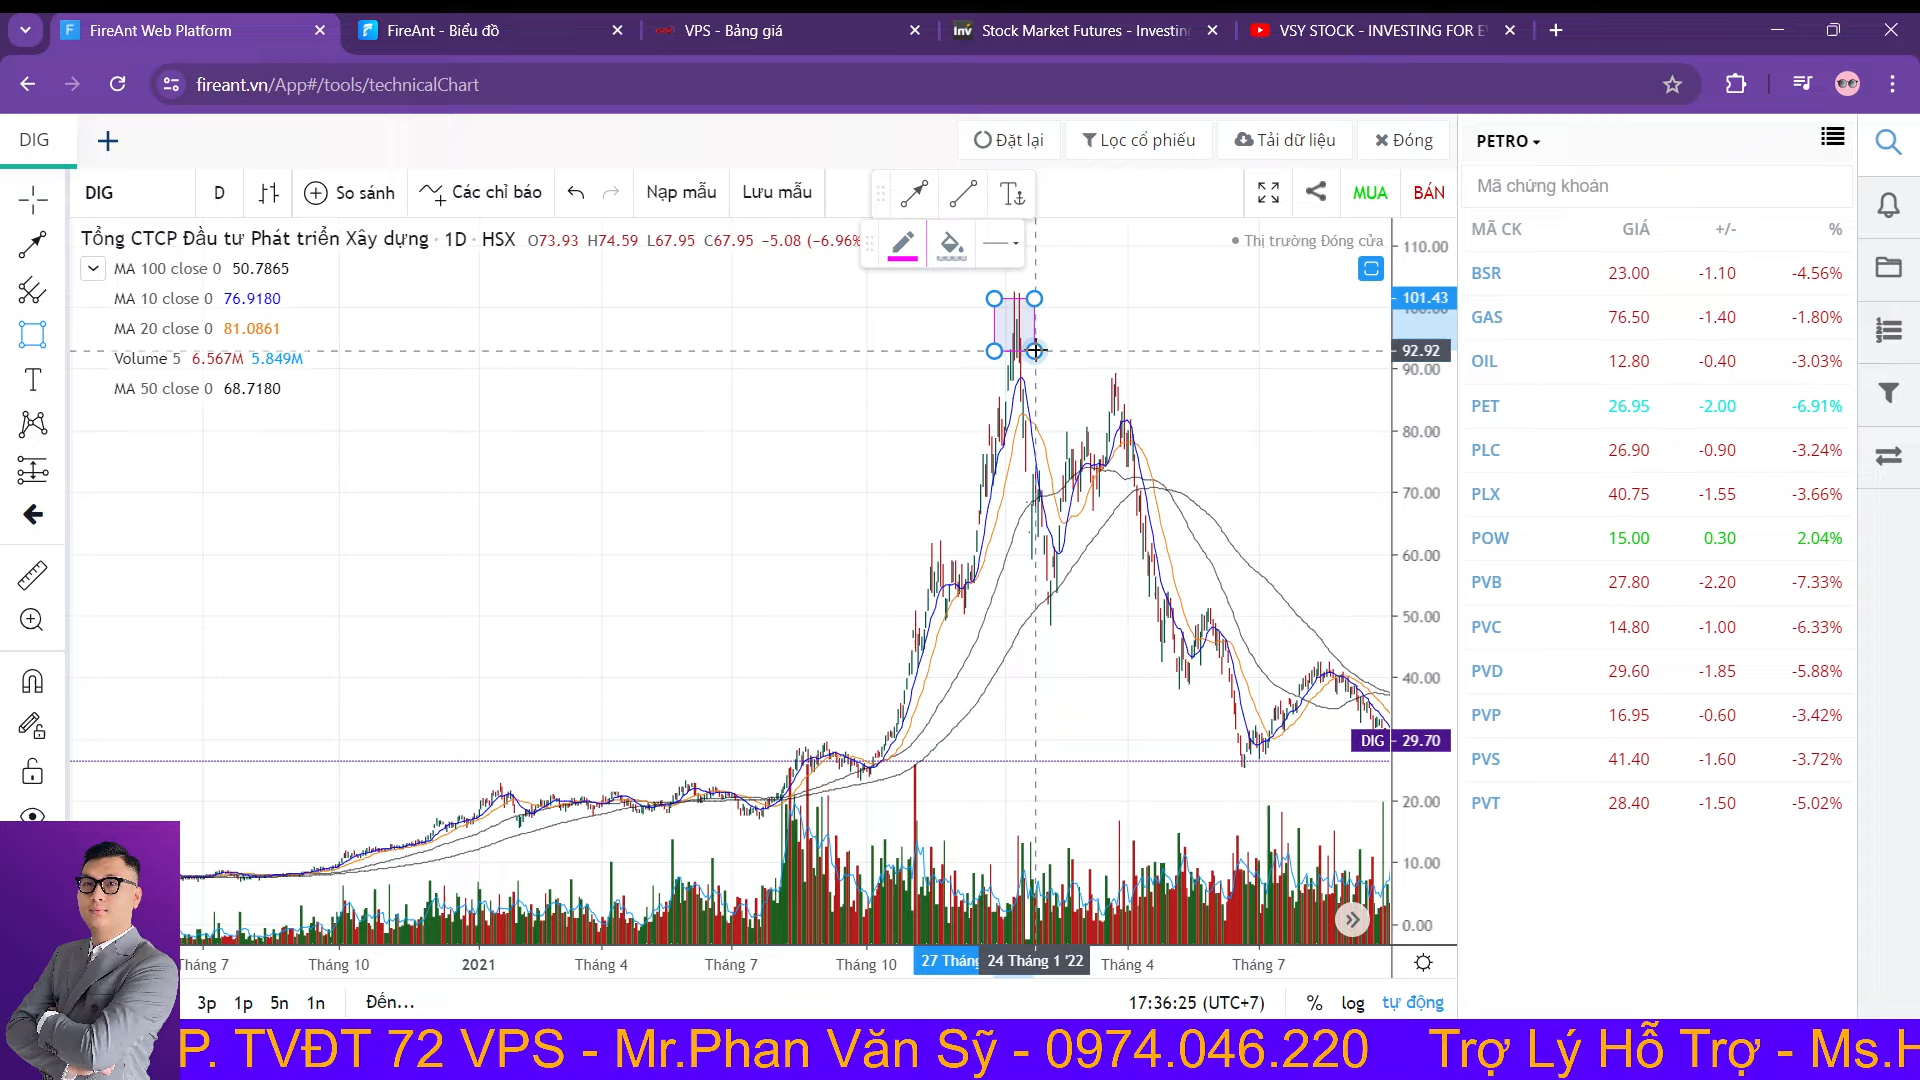 FireAnt Web Platform
FireAnt - Biểu đồ
VPS - Bảng giá
Stock Market Futures - Investing
VSY STOCK - INVESTING FOR E
fireant.vn/App#/tools/technicalChart
DIG
Đặt lại
Lọc cổ phiếu
Tải dữ liệu
Đóng
DIG D So sánh Các chỉ báo Nạp mẫu Lưu mẫu MUA BÁN
Tổng CTCP Đầu tư Phát triển Xây dựng · 1D · HSX O73.93 H74.59 L67.95 C67.95 −5.08 (−6.96%
Thị trường Đóng cửa
MA 100 close 0 50.7865
MA 10 close 0 76.9180
MA 20 close 0 81.0861
Volume 5 6.567M 5.849M
MA 50 close 0 68.7180
110.00
101.43
100.00
92.92
90.00
80.00
70.00
60.00
50.00
40.00
DIG 29.70
20.00
10.00
0.00
Tháng 7 Tháng 10 2021 Tháng 4 Tháng 7 Tháng 10 27 Tháng 24 Tháng 1 '22 Tháng 4 Tháng 7
3p 1p 5n 1n Đến... 17:36:25 (UTC+7) % log tự động
PETRO
Mã chứng khoán
MÃ CK GIÁ +/- %
BSR 23.00 -1.10 -4.56%
GAS 76.50 -1.40 -1.80%
OIL 12.80 -0.40 -3.03%
PET 26.95 -2.00 -6.91%
PLC 26.90 -0.90 -3.24%
PLX 40.75 -1.55 -3.66%
POW 15.00 0.30 2.04%
PVB 27.80 -2.20 -7.33%
PVC 14.80 -1.00 -6.33%
PVD 29.60 -1.85 -5.88%
PVP 16.95 -0.60 -3.42%
PVS 41.40 -1.60 -3.72%
PVT 28.40 -1.50 -5.02%
P. TVĐT 72 VPS - Mr.Phan Văn Sỹ - 0974.046.220 Trợ Lý Hỗ Trợ - Ms.H